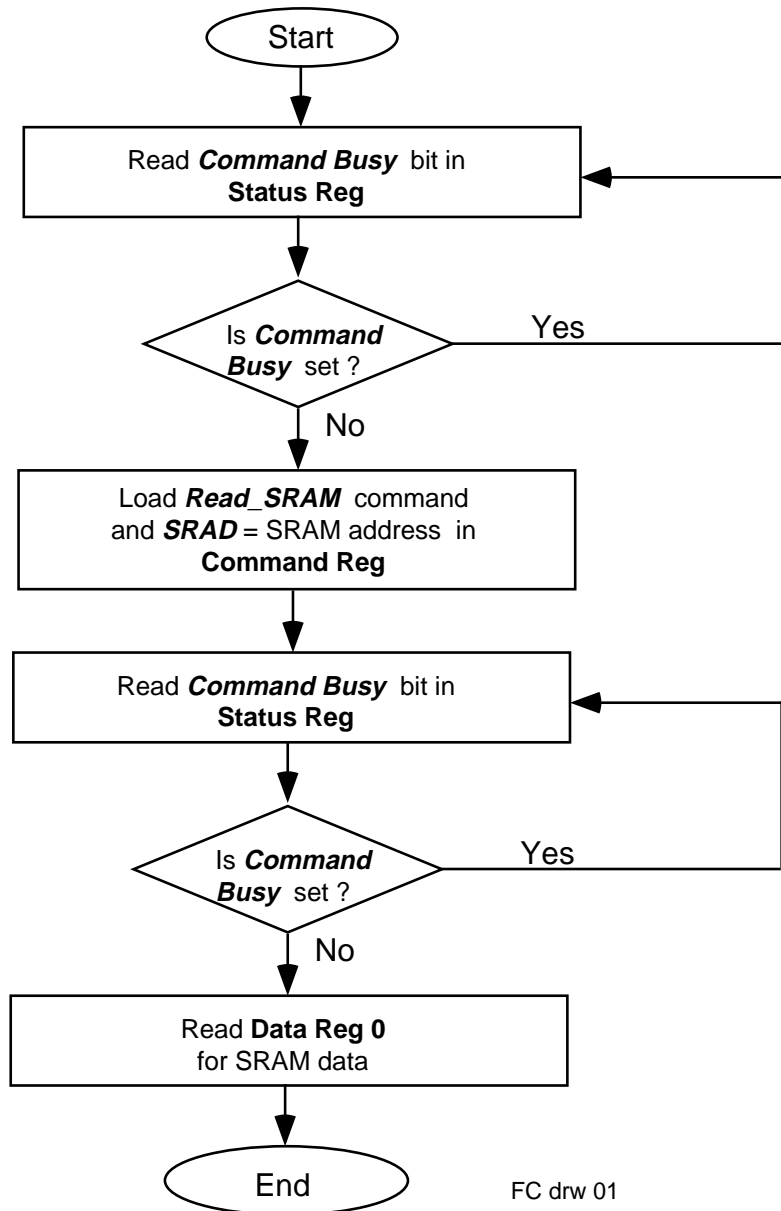 Start
Read Command Busy bit in
Status Reg
Is Command
Busy set ?
Yes
No
Load Read_SRAM command
and SRAD = SRAM address in
Command Reg
Read Command Busy bit in
Status Reg
Is Command
Busy set ?
Yes
No
Read Data Reg 0
for SRAM data
End
FC drw 01